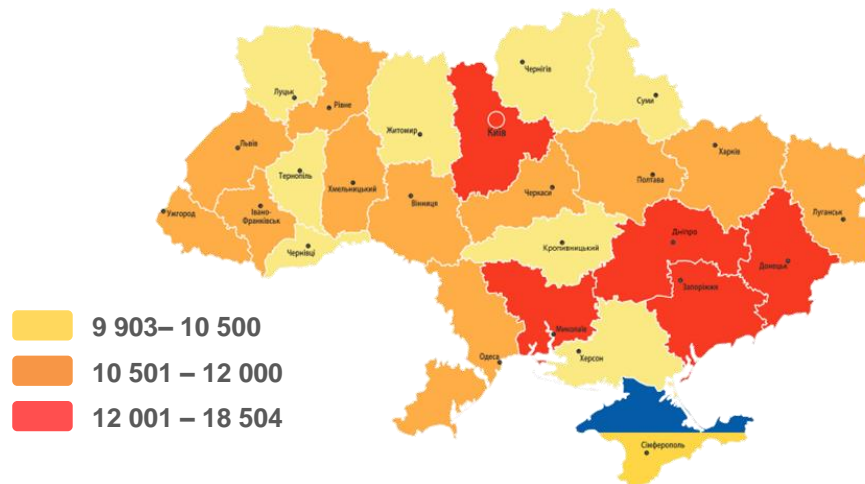 Чернігів
Луцьк
Рівне
Суми
Житомир
Київ
Львів
Харків
Тернопіль
Хмельницький
Полтава
Черкаси
Вінниця
Ужгород
Івано-
Франківськ
Луганськ
Чернівці
Кропивницький
Дніпро
Донецьк
Запоріжжя
9 903– 10 500
Миколаїв
Одеса
Херсон
10 501 – 12 000
12 001 – 18 504
Сімферополь